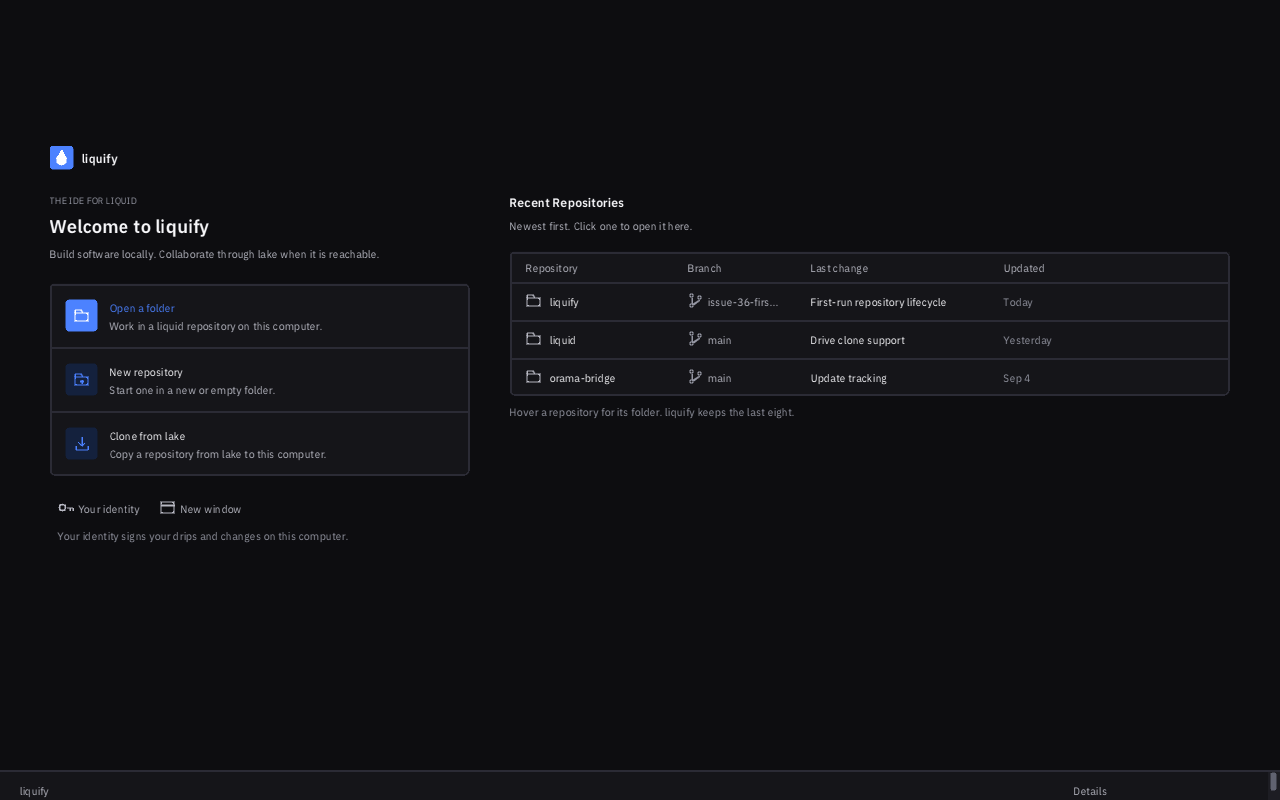 liquify
THE IDE FOR LIQUID
Welcome to liquify
Build software locally. Collaborate through lake when it is reachable.
Open a folder
Work in a liquid repository on this computer.
New repository
Start one in a new or empty folder.
Clone from lake
Copy a repository from lake to this computer.
Your identity New window
Your identity signs your drips and changes on this computer.
Recent Repositories
Newest first. Click one to open it here.
Repository Branch Last change Updated
liquify issue-36-firs... First-run repository lifecycle Today
liquid main Drive clone support Yesterday
orama-bridge main Update tracking Sep 4
Hover a repository for its folder. liquify keeps the last eight.
liquify Details